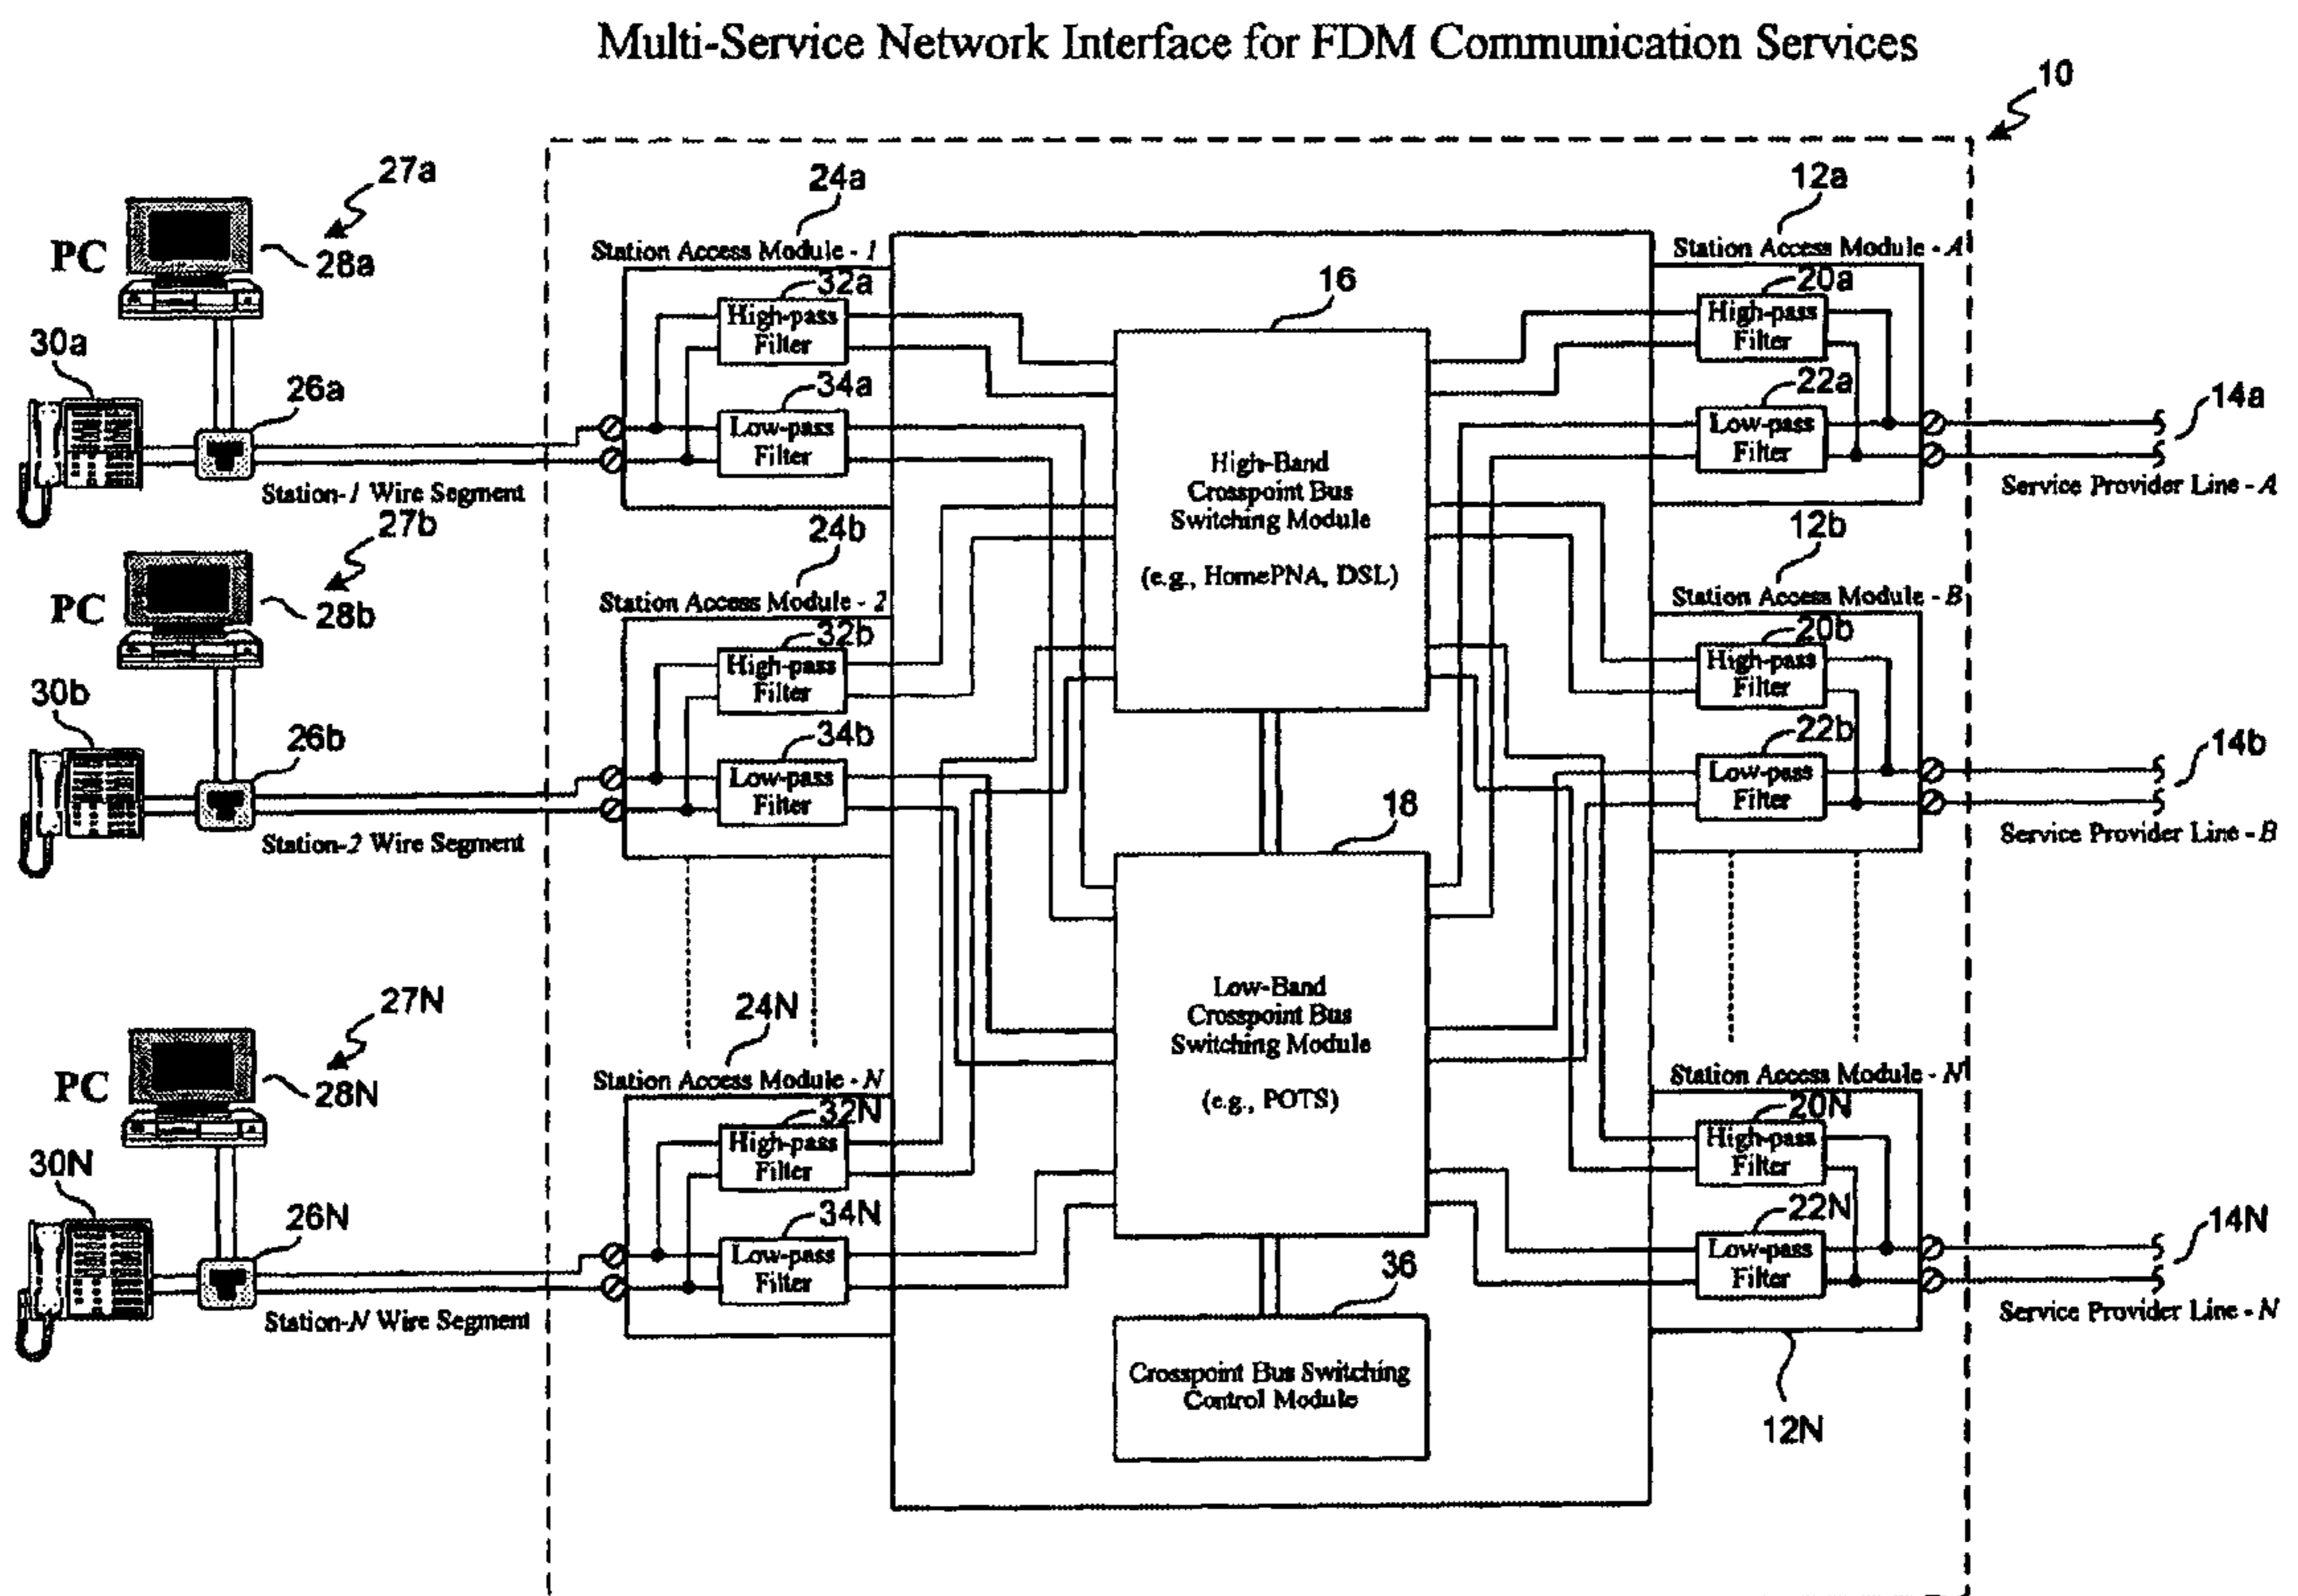 Multi-Service Network Interface for FDM Communication Services
10
27a
24a
12a
PC
28a
Station Access Module - 1
Station Access Module - A
32a
16
20a
High-pass
Filter
High-pass
Filter
30a
26a
34a
22a
14a
Low-pass
Filter
Low-pass
Filter
High-Band
Crosspoint Bus
Switching Module
(e.g., HomePNA, DSL)
Station-1 Wire Segment
Service Provider Line - A
27b
24b
12b
PC
28b
Station Access Module - 2
Station Access Module - B
32b
20b
High-pass
Filter
High-pass
Filter
30b
26b
34b
22b
14b
Low-pass
Filter
Low-pass
Filter
18
Station-2 Wire Segment
Service Provider Line - B
Low-Band
Crosspoint Bus
Switching Module
(e.g., POTS)
27N
24N
PC
28N
Station Access Module - N
Station Access Module - N
32N
20N
High-pass
Filter
High-pass
Filter
30N
26N
34N
22N
14N
Low-pass
Filter
Low-pass
Filter
36
Station-N Wire Segment
Service Provider Line - N
Crosspoint Bus Switching
Control Module
12N